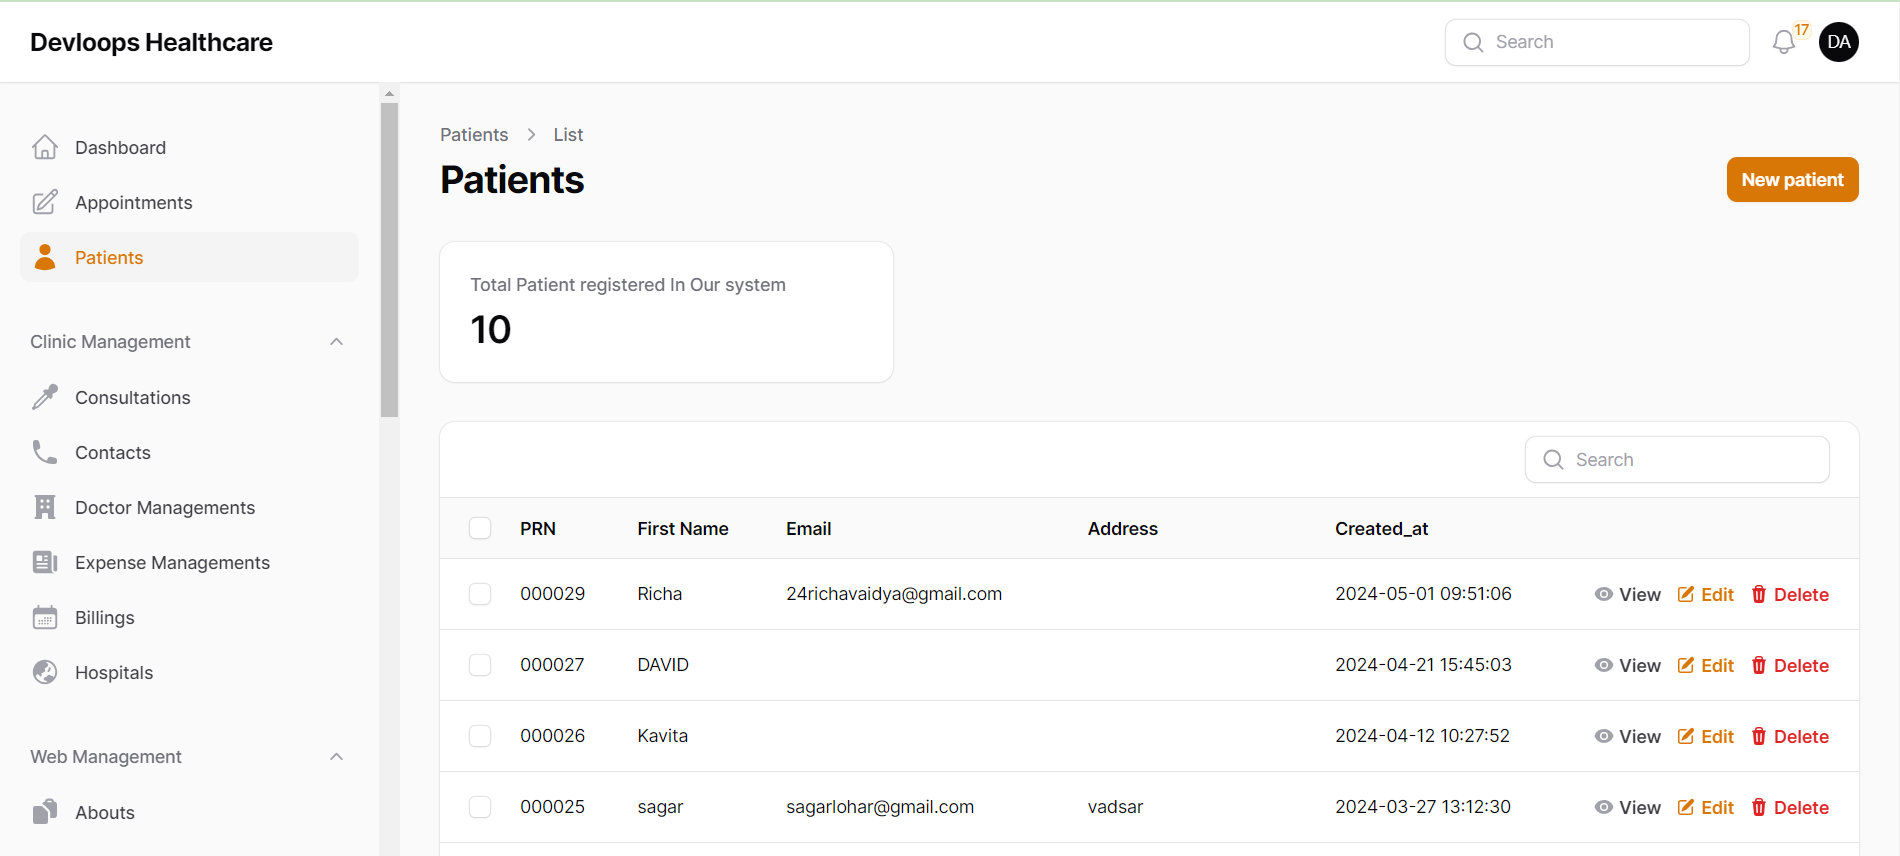 Devloops Healthcare
Search
17
DA
Dashboard
Appointments
Patients
Clinic Management
Consultations
Contacts
Doctor Managements
Expense Managements
Billings
Hospitals
Web Management
Abouts
Patients > List
Patients
New patient
Total Patient registered In Our system
10
Search
PRN First Name Email Address Created_at
000029 Richa 24richavaidya@gmail.com 2024-05-01 09:51:06 View Edit Delete
000027 DAVID 2024-04-21 15:45:03 View Edit Delete
000026 Kavita 2024-04-12 10:27:52 View Edit Delete
000025 sagar sagarlohar@gmail.com vadsar 2024-03-27 13:12:30 View Edit Delete